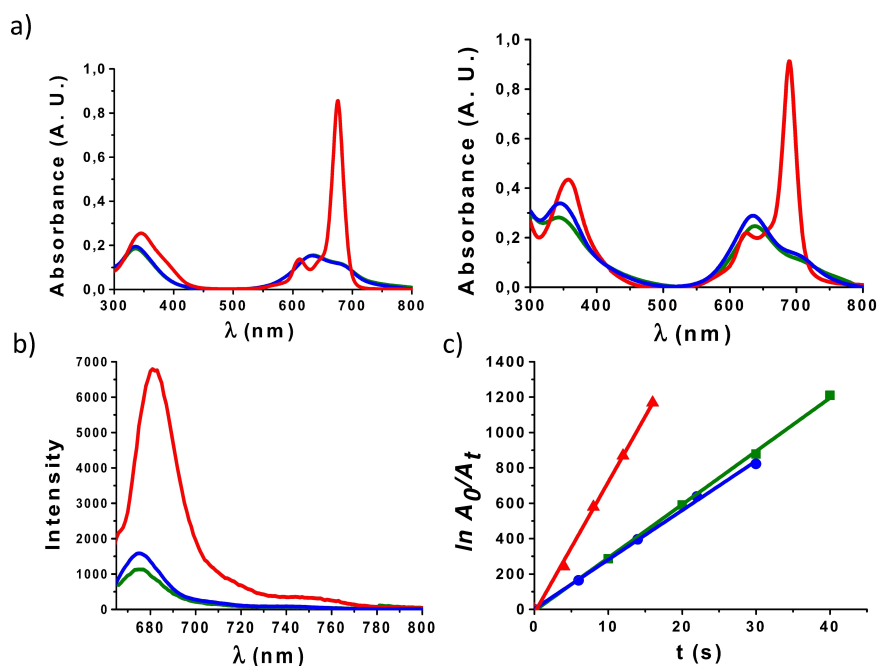 a)
1,0
0,8
0,6
0,4
0,2
0,0
Absorbance (A. U.)
300 400 500 600 700 800
λ (nm)
1,0
0,8
0,6
0,4
0,2
0,0
Absorbance (A. U.)
300 400 500 600 700 800
λ (nm)
b)
7000
6000
5000
4000
3000
2000
1000
0
Intensity
680 700 720 740 760 780 800
λ (nm)
c)
1400
1200
1000
800
600
400
200
0
ln A0/At
0 10 20 30 40
t (s)